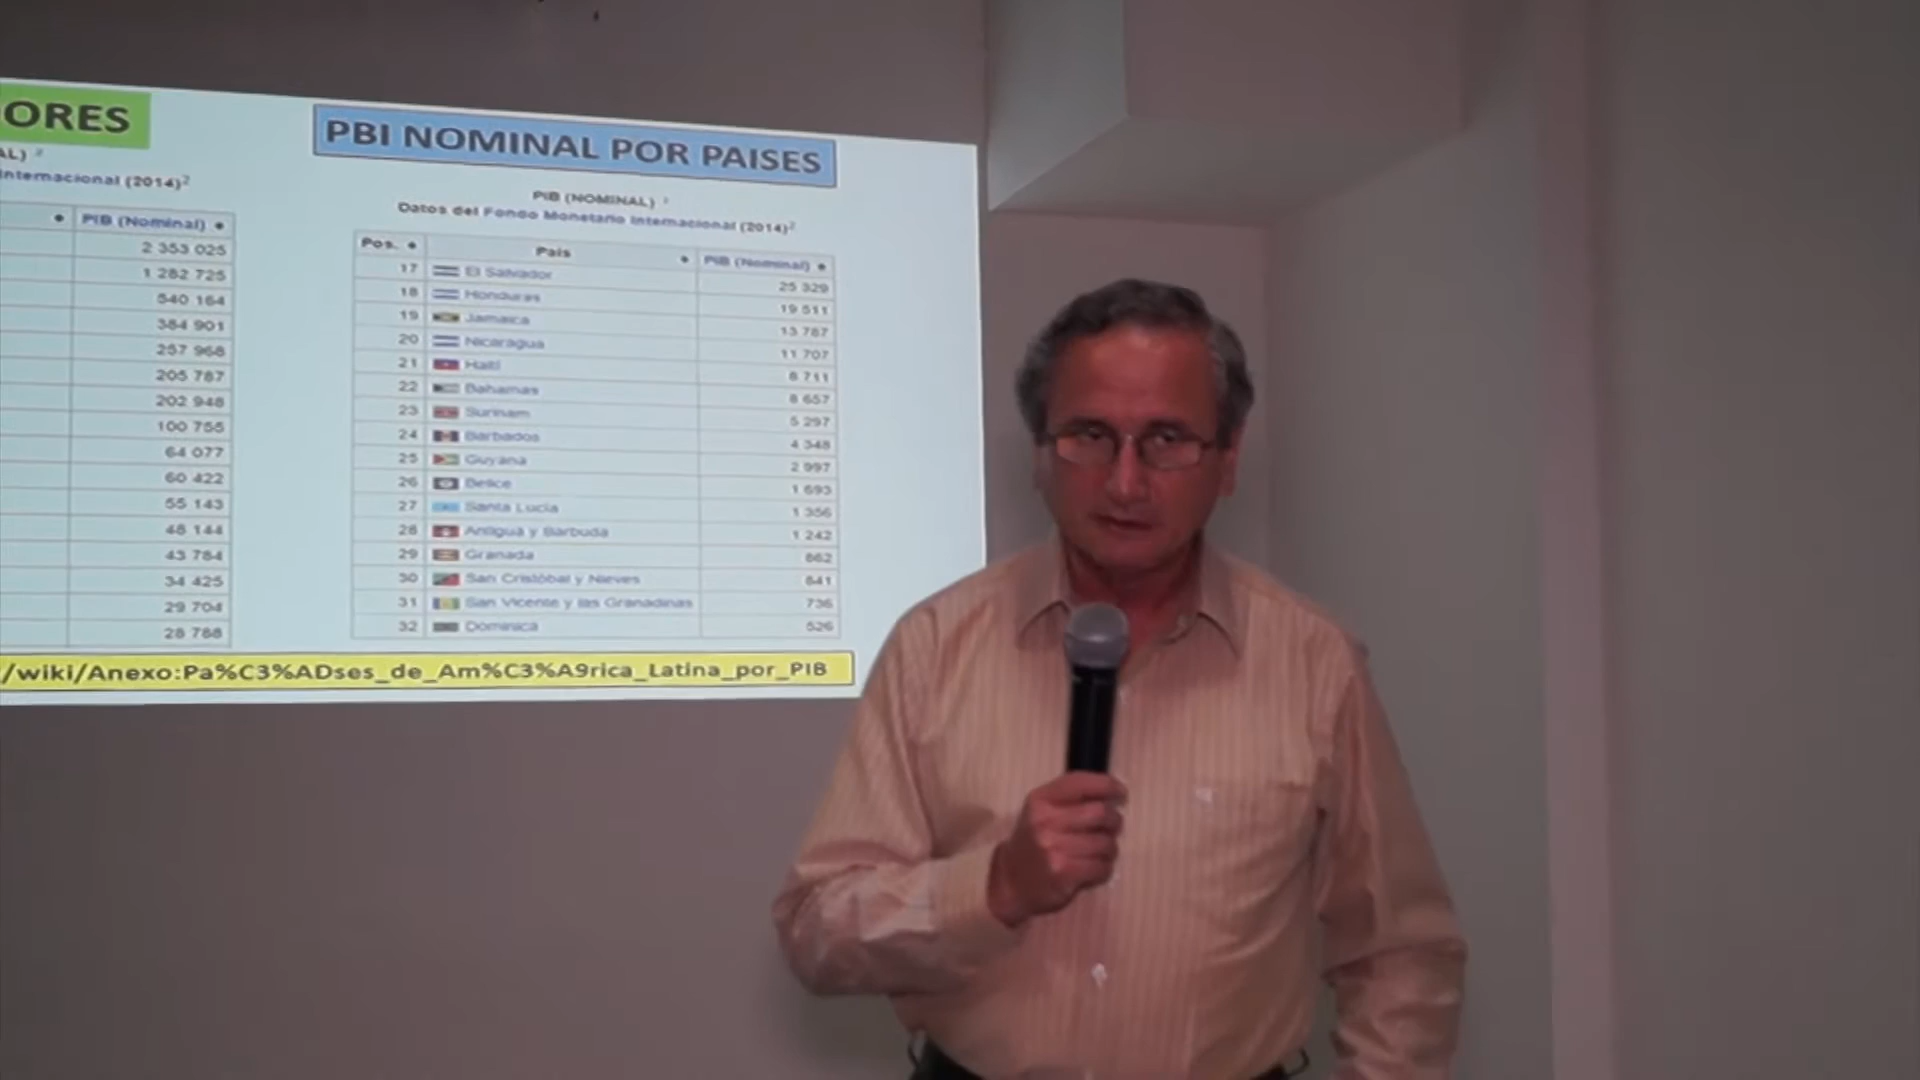 ORES
AL) 2
Internacional (2014)2
PIB (Nominal)
2 353 025
1 282 725
540 164
384 901
257 968
205 787
202 948
100 755
64 077
60 422
55 143
48 144
43 784
34 425
29 704
28 788
PBI NOMINAL POR PAISES
PIB (NOMINAL)
Datos del Fondo Monetario Internacional (2014)2
Pos. País PIB (Nominal)
17 El Salvador 25 329
18 Honduras 19 511
19 Jamaica 13 787
20 Nicaragua 11 707
21 Haití 8 711
22 Bahamas 8 657
23 Surinam 5 297
24 Barbados 4 348
25 Guyana 2 997
26 Belice 1 693
27 Santa Lucía 1 356
28 Antigua y Barbuda 1 242
29 Granada 862
30 San Cristóbal y Nieves 841
31 San Vicente y las Granadinas 736
32 Dominica 526
/wiki/Anexo:Pa%C3%ADses_de_Am%C3%A9rica_Latina_por_PIB